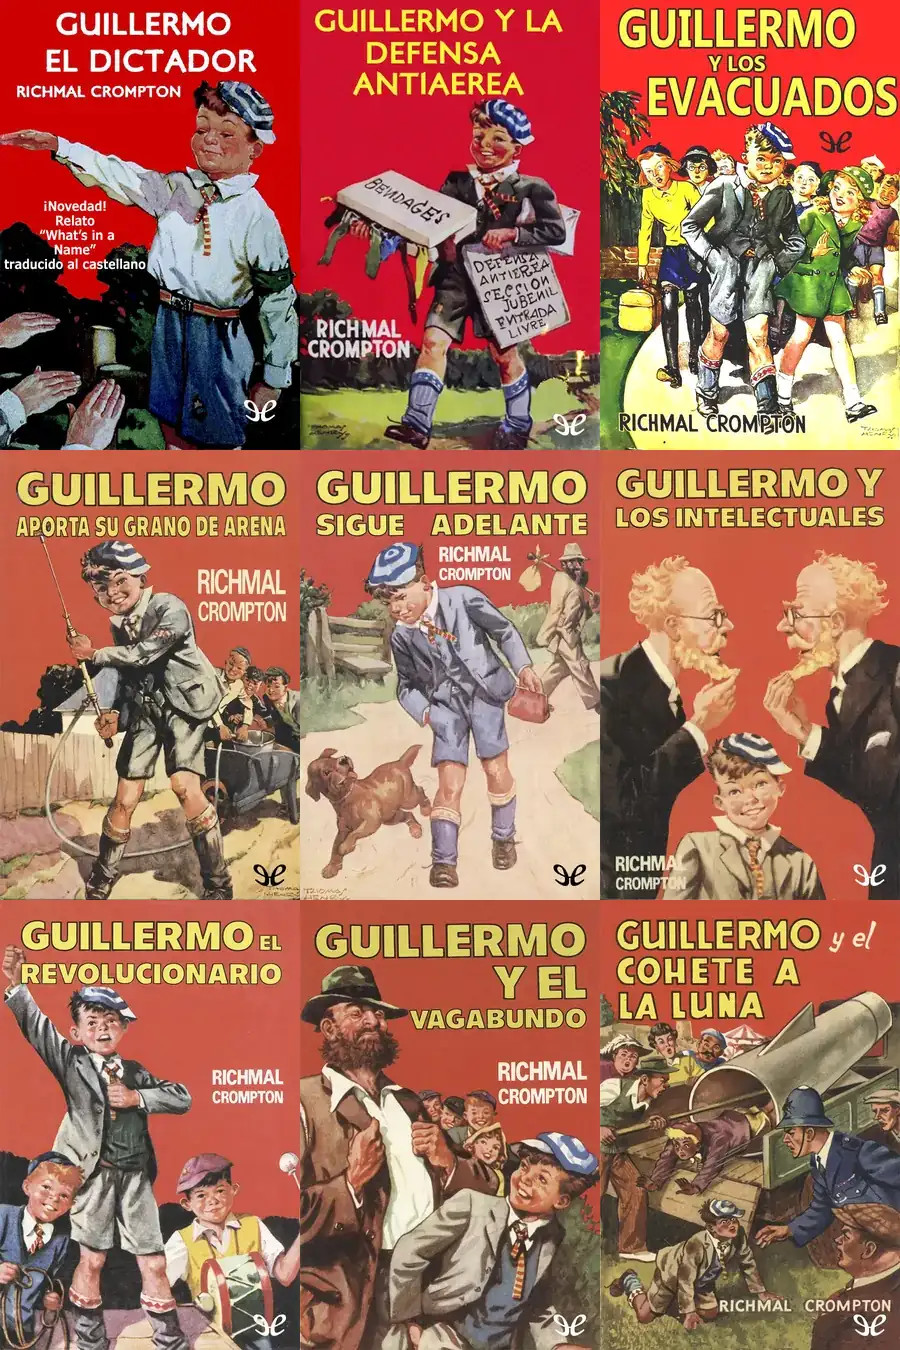 GUILLERMO
EL DICTADOR
RICHMAL CROMPTON
¡Novedad!
Relato
"What's in a
Name"
traducido al castellano
GUILLERMO Y LA
DEFENSA
ANTIAEREA
BENDAGES
DEFENSA
ANTIEREA
SECCION
JUBENIL
ENTRADA
LIVRE
RICHMAL
CROMPTON
GUILLERMO
Y LOS
EVACUADOS
RICHMAL CROMPTON
GUILLERMO
APORTA SU GRANO DE ARENA
RICHMAL
CROMPTON
GUILLERMO
SIGUE ADELANTE
RICHMAL
CROMPTON
GUILLERMO Y
LOS INTELECTUALES
RICHMAL
CROMPTON
GUILLERMO EL
REVOLUCIONARIO
RICHMAL
CROMPTON
GUILLERMO
Y EL
VAGABUNDO
RICHMAL
CROMPTON
GUILLERMO y el
COHETE A
LA LUNA
RICHMAL CROMPTON